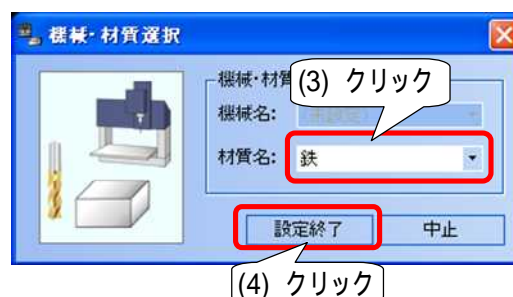 機械・材質選択
機械・材質
(3) クリック
機械名:
材質名: 鉄
設定終了 中止
(4) クリック